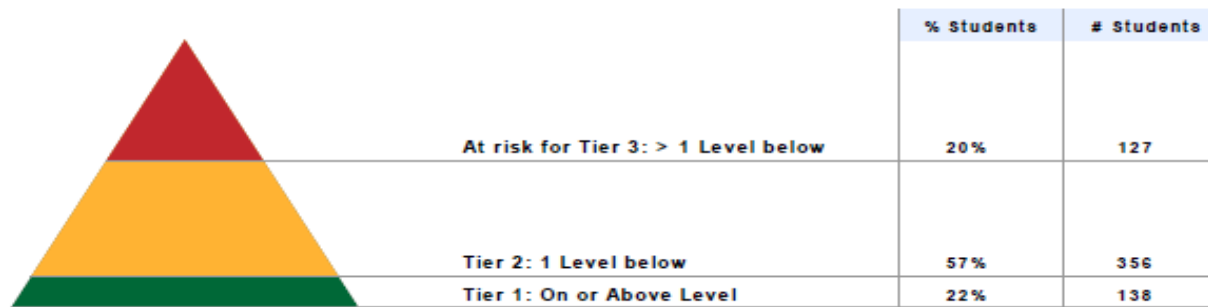 % Students # Students
At risk for Tier 3: > 1 Level below 20% 127
Tier 2: 1 Level below 57% 356
Tier 1: On or Above Level 22% 138